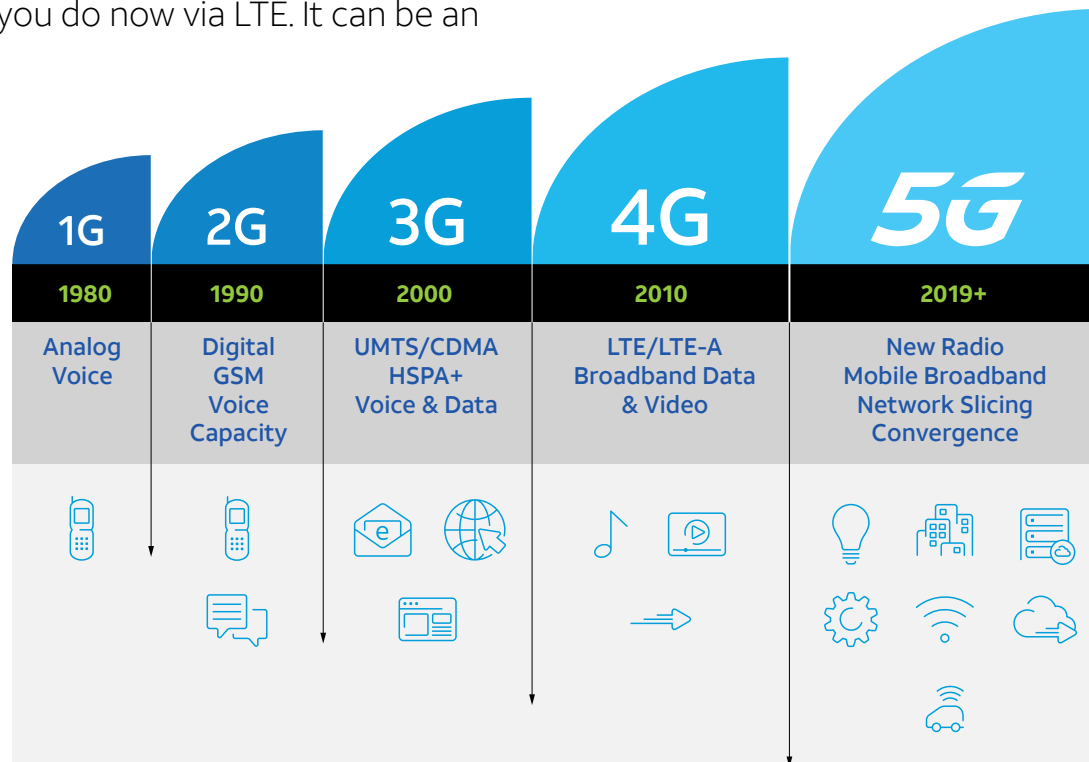 you do now via LTE. It can be an
1G
2G
3G
4G
5G
1980
1990
2000
2010
2019+
Analog
Voice
Digital
GSM
Voice
Capacity
UMTS/CDMA
HSPA+
Voice & Data
LTE/LTE-A
Broadband Data
& Video
New Radio
Mobile Broadband
Network Slicing
Convergence
e